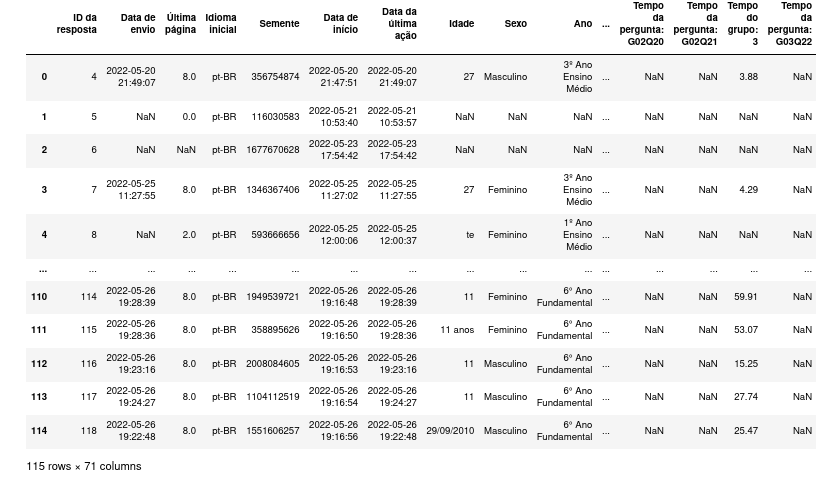 ID da resposta Data de envio Última página Idioma inicial Semente Data de início Data da última ação Idade Sexo Ano ... Tempo da pergunta: G02Q20 Tempo da pergunta: G02Q21 Tempo do grupo: 3 Tempo da pergunta: G03Q22
0 4 2022-05-20 21:49:07 8.0 pt-BR 356754874 2022-05-20 21:47:51 2022-05-20 21:49:07 27 Masculino 3º Ano Ensino Médio ... NaN NaN 3.88 NaN
1 5 NaN 0.0 pt-BR 116030583 2022-05-21 10:53:40 2022-05-21 10:53:57 NaN NaN NaN ... NaN NaN NaN NaN
2 6 NaN NaN pt-BR 1677670628 2022-05-23 17:54:42 2022-05-23 17:54:42 NaN NaN NaN ... NaN NaN NaN NaN
3 7 2022-05-25 11:27:55 8.0 pt-BR 1346367406 2022-05-25 11:27:02 2022-05-25 11:27:55 27 Feminino 3º Ano Ensino Médio ... NaN NaN 4.29 NaN
4 8 NaN 2.0 pt-BR 593666656 2022-05-25 12:00:06 2022-05-25 12:00:37 te Feminino 1º Ano Ensino Médio ... NaN NaN NaN NaN
... ... ... ... ... ... ... ... ... ... ... ... ... ... ... ...
110 114 2022-05-26 19:28:39 8.0 pt-BR 1949539721 2022-05-26 19:16:48 2022-05-26 19:28:39 11 Feminino 6° Ano Fundamental ... NaN NaN 59.91 NaN
111 115 2022-05-26 19:28:36 8.0 pt-BR 358895626 2022-05-26 19:16:50 2022-05-26 19:28:36 11 anos Feminino 6° Ano Fundamental ... NaN NaN 53.07 NaN
112 116 2022-05-26 19:23:16 8.0 pt-BR 2008084605 2022-05-26 19:16:53 2022-05-26 19:23:16 11 Masculino 6° Ano Fundamental ... NaN NaN 15.25 NaN
113 117 2022-05-26 19:24:27 8.0 pt-BR 1104112519 2022-05-26 19:16:54 2022-05-26 19:24:27 11 Masculino 6° Ano Fundamental ... NaN NaN 27.74 NaN
114 118 2022-05-26 19:22:48 8.0 pt-BR 1551606257 2022-05-26 19:16:56 2022-05-26 19:22:48 29/09/2010 Masculino 6° Ano Fundamental ... NaN NaN 25.47 NaN
115 rows × 71 columns